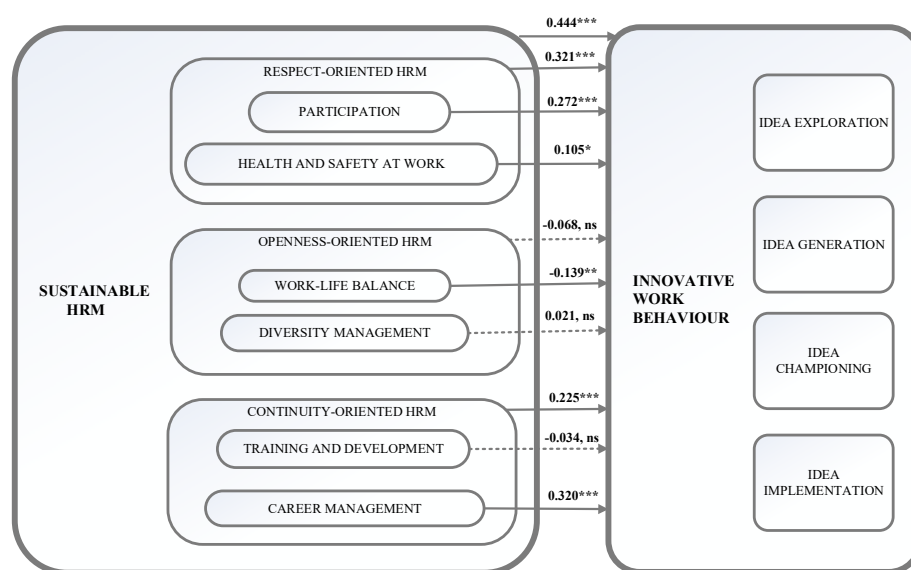 0.444***
0.321***
RESPECT-ORIENTED HRM
0.272***
PARTICIPATION
IDEA EXPLORATION
0.105*
HEALTH AND SAFETY AT WORK
-0.068, ns
OPENNESS-ORIENTED HRM
IDEA GENERATION
-0.139**
WORK-LIFE BALANCE
SUSTAINABLE
HRM
INNOVATIVE
WORK
BEHAVIOUR
0.021, ns
DIVERSITY MANAGEMENT
IDEA
CHAMPIONING
0.225***
CONTINUITY-ORIENTED HRM
-0.034, ns
TRAINING AND DEVELOPMENT
IDEA
IMPLEMENTATION
0.320***
CAREER MANAGEMENT